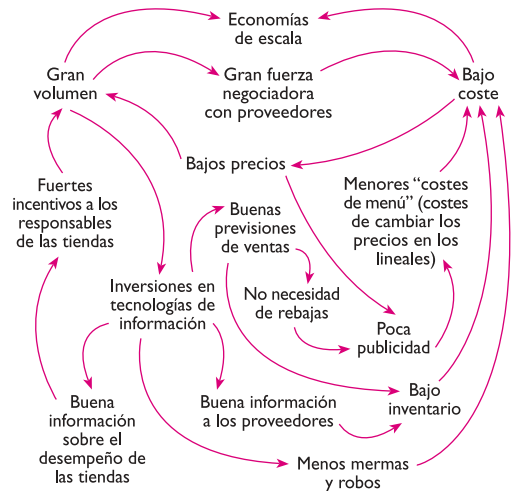 Economías
de escala
Gran
volumen
Gran fuerza
negociadora
con proveedores
Bajo
coste
Bajos precios
Fuertes
incentivos a los
responsables
de las tiendas
Buenas
previsiones
de ventas
Menores “costes
de menú” (costes
de cambiar los
precios en los
lineales)
Inversiones en
tecnologías de
información
No necesidad
de rebajas
Poca
publicidad
Buena
información
sobre el
desempeño de
las tiendas
Buena información
a los proveedores
Bajo
inventario
Menos mermas
y robos